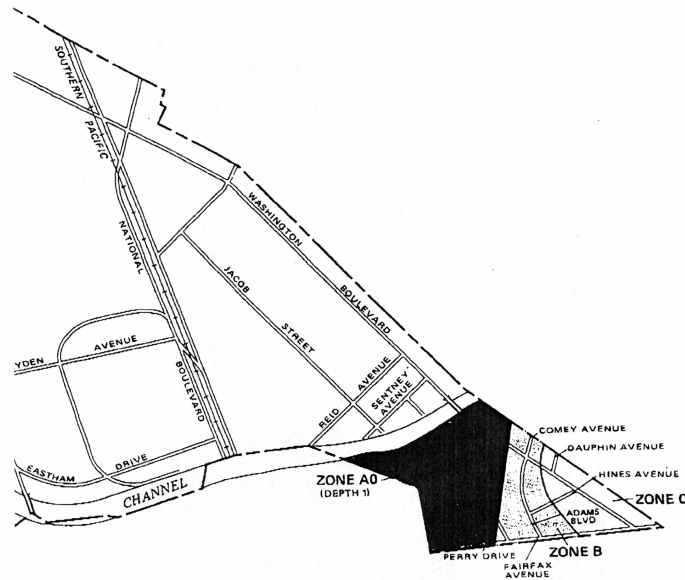 SOUTHERN
PACIFIC
NATIONAL
BOULEVARD
WASHINGTON
BOULEVARD
JACOB
STREET
YDEN AVENUE
REID AVENUE
SENTNEY
AVENUE
EASTHAM DRIVE
CHANNEL
COMEY AVENUE
DAUPHIN AVENUE
HINES AVENUE
ZONE A0
(DEPTH 1)
ZONE C
ADAMS
BLVD
PERRY DRIVE
ZONE B
FAIRFAX
AVENUE